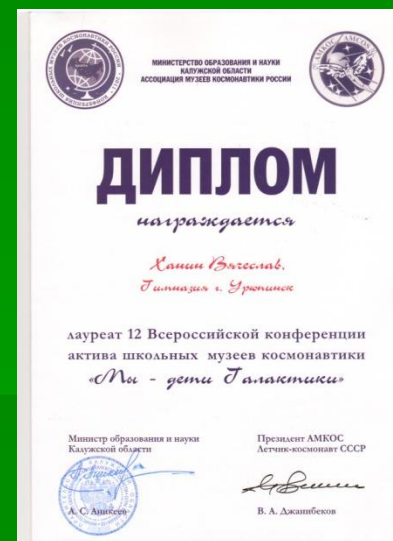 МИНИСТЕРСТВО ОБРАЗОВАНИЯ И НАУКИ
КАЛУЖСКОЙ ОБЛАСТИ
АССОЦИАЦИЯ МУЗЕЕВ КОСМОНАВТИКИ РОССИИ
ДИПЛОМ
награждается
Ханин Вячеслав,
Гимназия г. Урюпинск
лауреат 12 Всероссийской конференции
актива школьных музеев космонавтики
«Мы - дети Галактики»
Министр образования и науки
Калужской области
А. С. Аникеев
Президент АМКОС
Летчик-космонавт СССР
В. А. Джанибеков